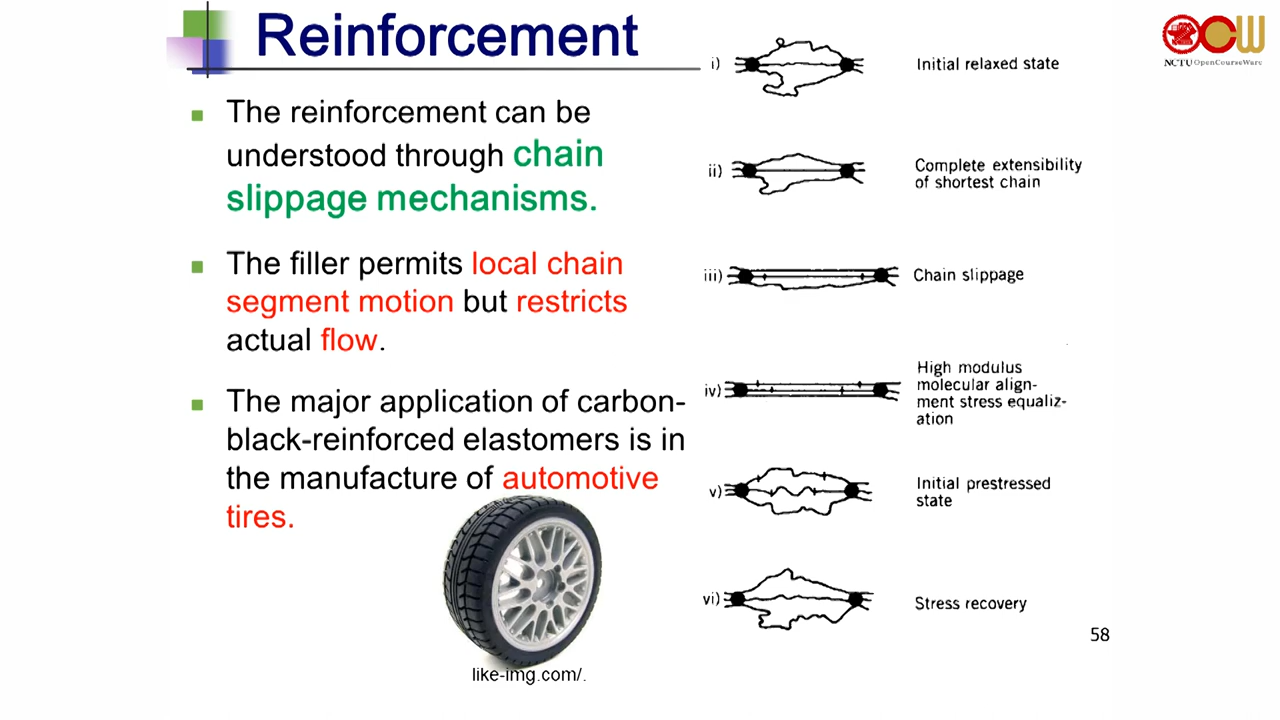 Reinforcement
NCTU OpenCourseWare
The reinforcement can be
understood through chain
slippage mechanisms.
The filler permits local chain
segment motion but restricts
actual flow.
The major application of carbon-
black-reinforced elastomers is in
the manufacture of automotive
tires.
like-img.com/.
i) Initial relaxed state
ii) Complete extensibility
of shortest chain
iii) Chain slippage
iv) High modulus
molecular align-
ment stress equaliz-
ation
v) Initial prestressed
state
vi) Stress recovery
58